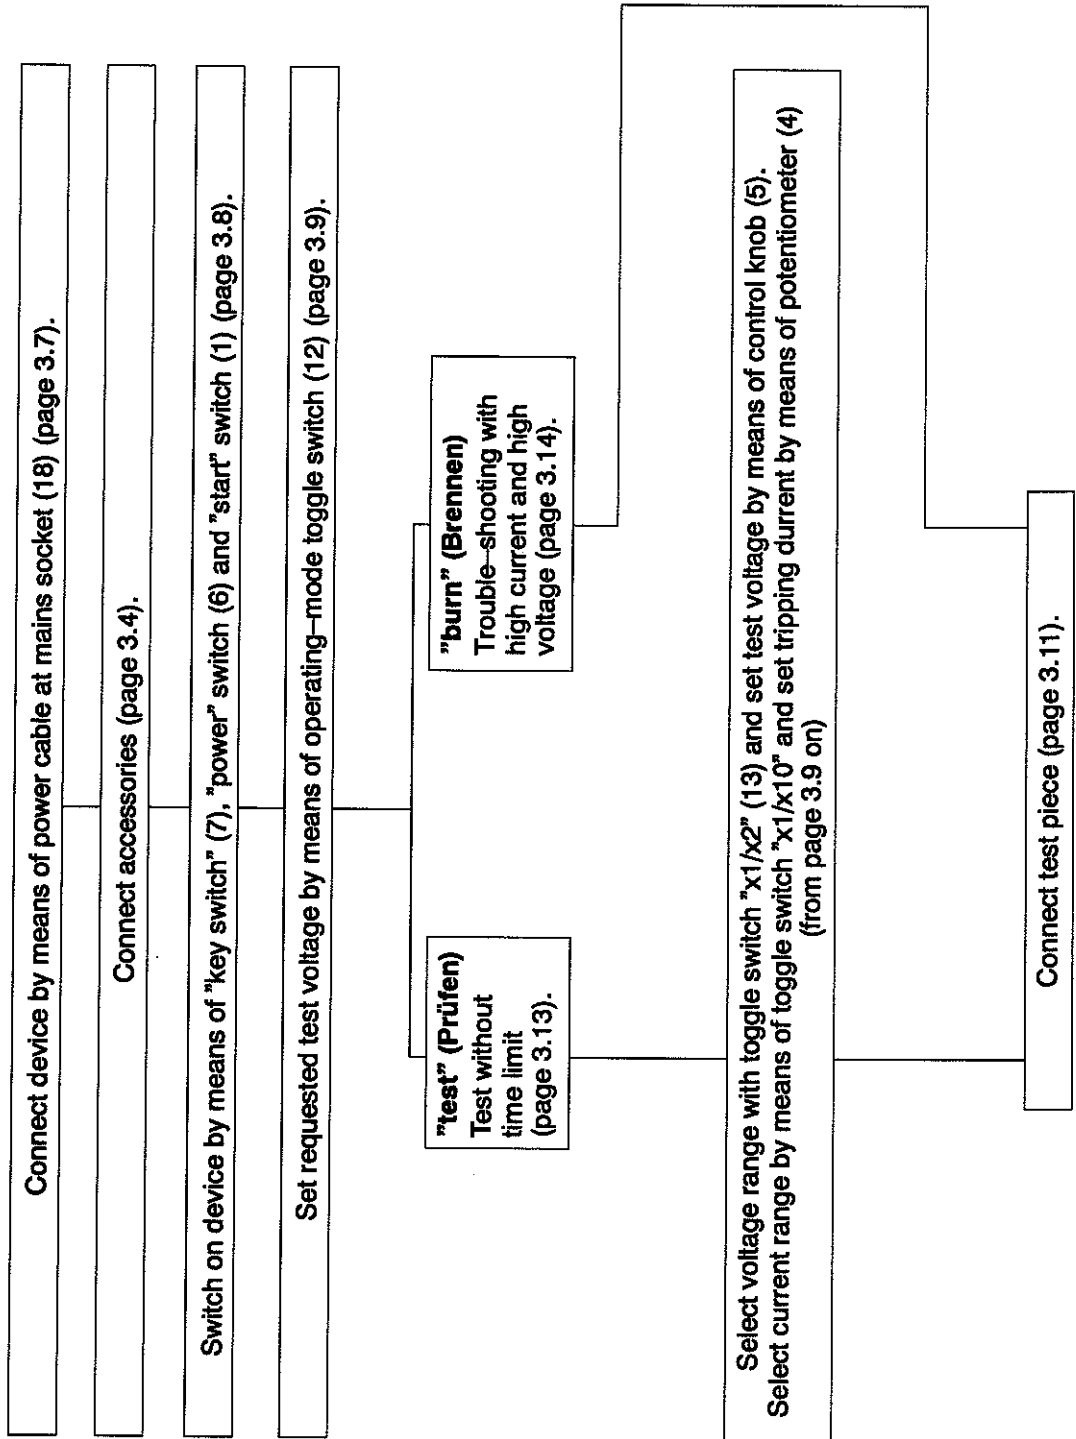 Connect device by means of power cable at mains socket (18) (page 3.7).
Connect accessories (page 3.4).
Switch on device by means of "key switch" (7), "power" switch (6) and "start" switch (1) (page 3.8).
Set requested test voltage by means of operating–mode toggle switch (12) (page 3.9).
"test" (Prüfen)
Test without
time limit
(page 3.13).
"burn" (Brennen)
Trouble–shooting with
high current and high
voltage (page 3.14).
Select voltage range with toggle switch "x1/x2" (13) and set test voltage by means of control knob (5).
Select current range by means of toggle switch "x1/x10" and set tripping durrent by means of potentiometer (4)
(from page 3.9 on)
Connect test piece (page 3.11).